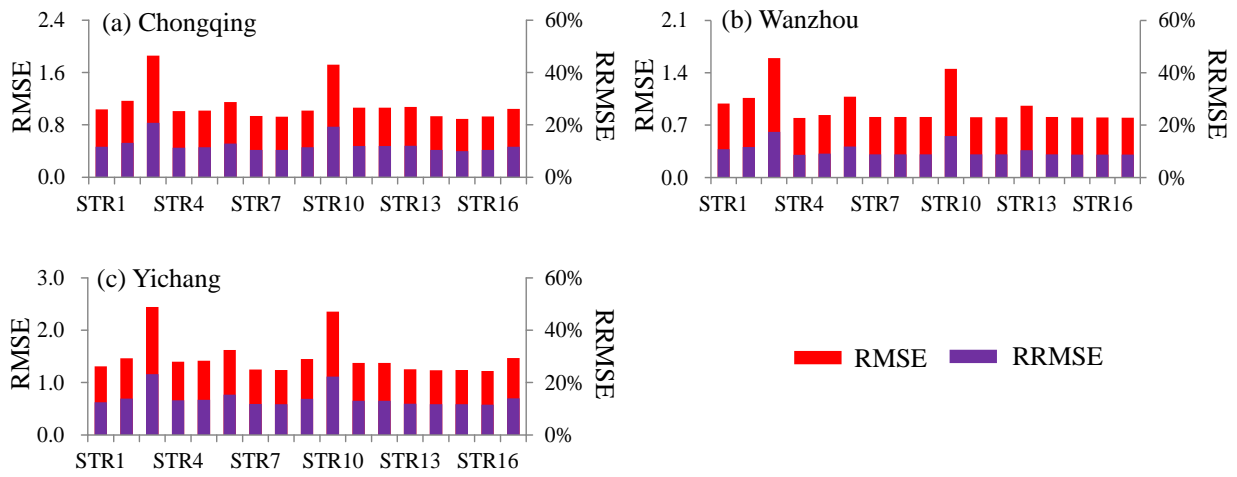 (a) Chongqing
RMSE
2.4
1.6
0.8
0.0
60%
40%
20%
0%
RRMSE
STR1 STR4 STR7 STR10 STR13 STR16
(b) Wanzhou
RMSE
2.1
1.4
0.7
0.0
60%
40%
20%
0%
RRMSE
STR1 STR4 STR7 STR10 STR13 STR16
(c) Yichang
RMSE
3.0
2.0
1.0
0.0
60%
40%
20%
0%
RRMSE
STR1 STR4 STR7 STR10 STR13 STR16
RMSE RRMSE